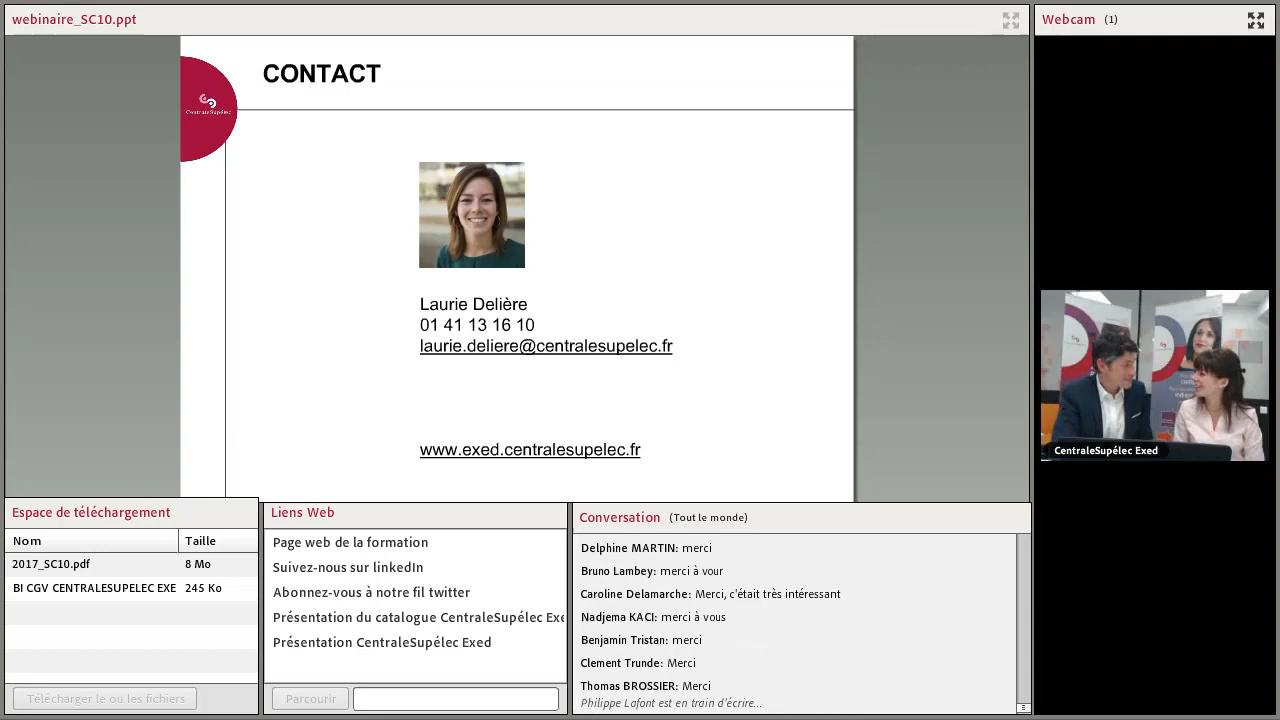 webinaire_SC10.ppt
Webcam (1)
CONTACT
CentraleSupélec
Laurie Delière
01 41 13 16 10
laurie.deliere@centralesupelec.fr
www.exed.centralesupelec.fr
CentraleSupélec Exed
Espace de téléchargement
Nom Taille
2017_SC10.pdf 8 Mo
BI CGV CENTRALESUPELEC EXE 245 Ko
Télécharger le ou les fichiers
Liens Web
Page web de la formation
Suivez-nous sur linkedIn
Abonnez-vous à notre fil twitter
Présentation du catalogue CentraleSupélec Exe
Présentation CentraleSupélec Exed
Parcourir
Conversation (Tout le monde)
Delphine MARTIN: merci
Bruno Lambey: merci à vour
Caroline Delamarche: Merci, c'était très intéressant
Nadjema KACI: merci à vous
Benjamin Tristan: merci
Clement Trunde: Merci
Thomas BROSSIER: Merci
Philippe Lafont est en train d'écrire...